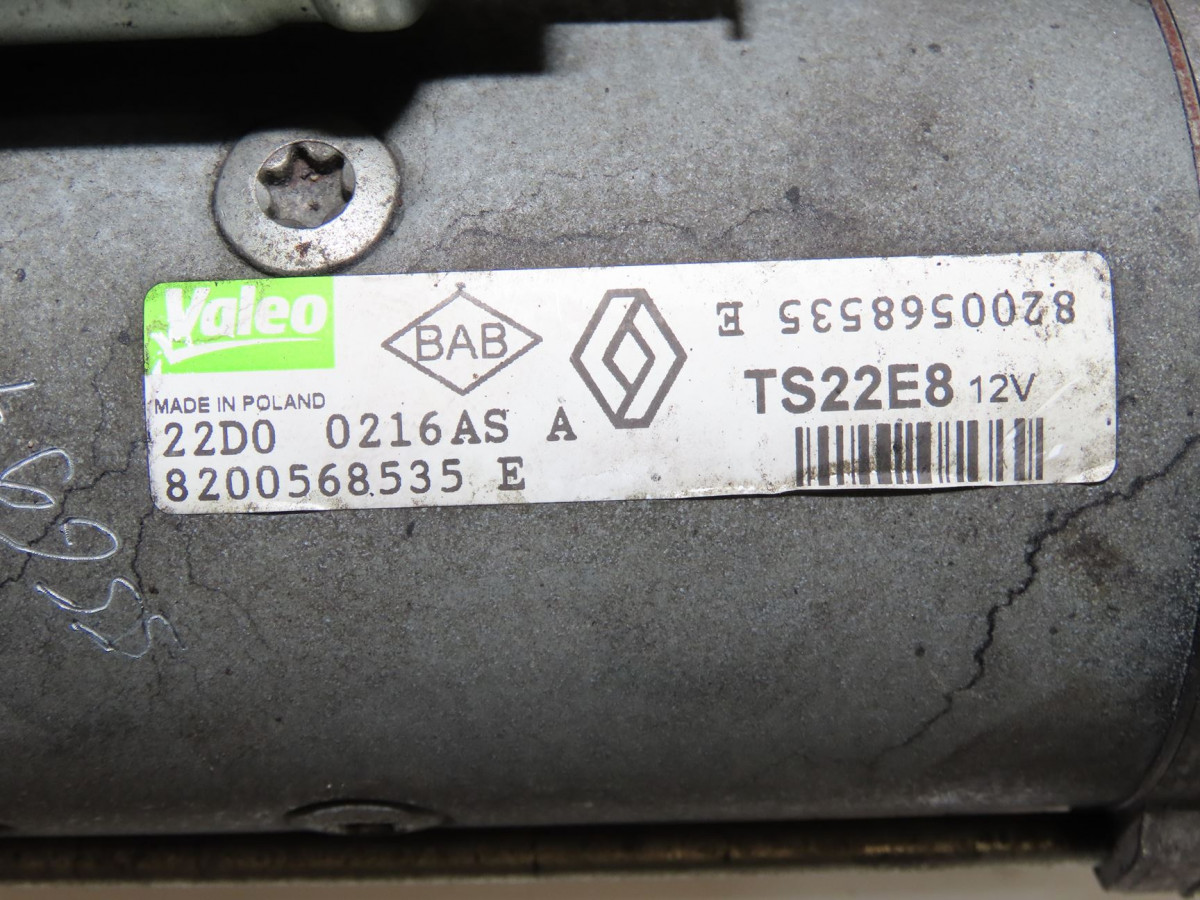 Valeo
BAB
8200568535 E
TS22E8 12V
MADE IN POLAND
22D0 0216AS A
8200568535 E